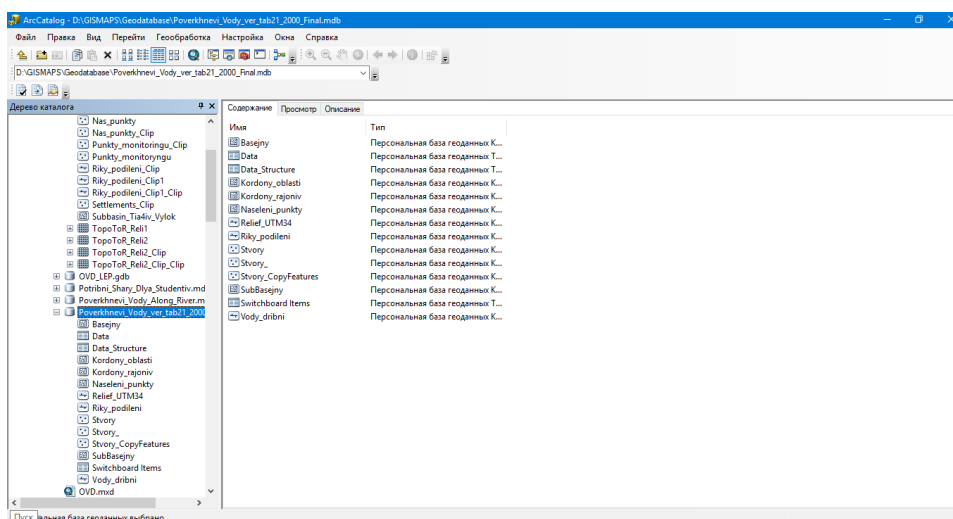 ArcCatalog - D:\GISMAPS\Geodatabase\Poverkhnevi_Vody_ver_tab21_2000_Final.mdb
Файл Правка Вид Перейти Геообработка Настройка Окна Справка
D:\GISMAPS\Geodatabase\Poverkhnevi_Vody_ver_tab21_2000_Final.mdb
Дерево каталога
Nas_punkty
Nas_punkty_Clip
Punkty_monitoringu_Clip
Punkty_monitoryngu
Riky_podileni_Clip
Riky_podileni_Clip1
Riky_podileni_Clip1_Clip
Settlements_Clip
Subbasin_Tia4iv_Vylok
TopoToR_Reli1
TopoToR_Reli2
TopoToR_Reli2_Clip
TopoToR_Reli2_Clip_Clip
OVD_LEP.gdb
Potribni_Shary_Dlya_Studentiv.md
Poverkhnevi_Vody_Along_River.m
Poverkhnevi_Vody_ver_tab21_2000
Basejny
Data
Data_Structure
Kordony_oblasti
Kordony_rajoniv
Naseleni_punkty
Relief_UTM34
Riky_podileni
Stvory
Stvory_
Stvory_CopyFeatures
SubBasejny
Switchboard Items
Vody_dribni
OVD.mxd
Содержание Просмотр Описание
Имя Тип
Basejny Персональная база геоданных К...
Data Персональная база геоданных Т...
Data_Structure Персональная база геоданных Т...
Kordony_oblasti Персональная база геоданных К...
Kordony_rajoniv Персональная база геоданных К...
Naseleni_punkty Персональная база геоданных К...
Relief_UTM34 Персональная база геоданных К...
Riky_podileni Персональная база геоданных К...
Stvory Персональная база геоданных К...
Stvory_ Персональная база геоданных К...
Stvory_CopyFeatures Персональная база геоданных К...
SubBasejny Персональная база геоданных К...
Switchboard Items Персональная база геоданных Т...
Vody_dribni Персональная база геоданных К...
Пуск альная база геоданных выбрано